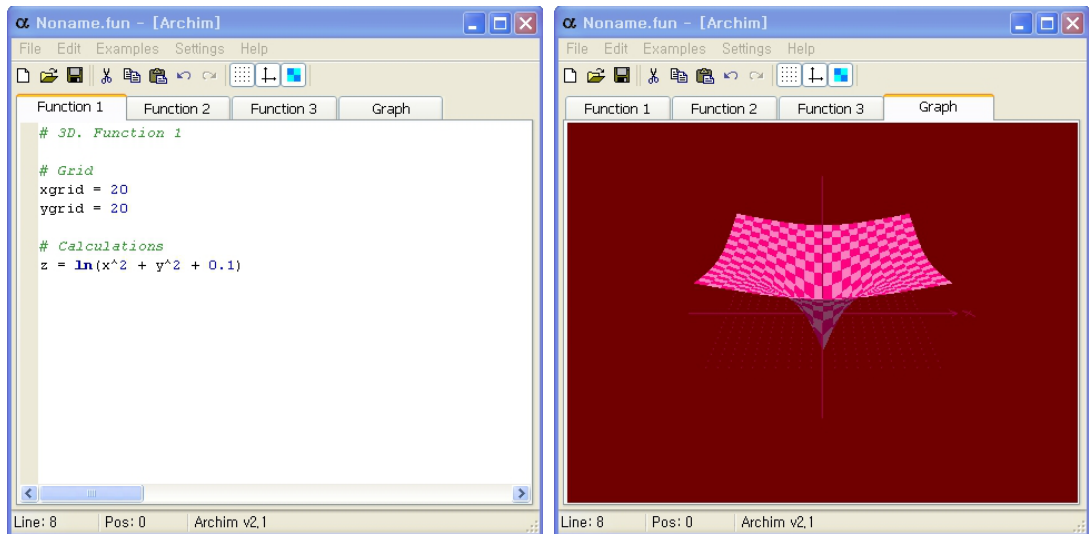 α Noname.fun - [Archim]
File Edit Examples Settings Help
Function 1 Function 2 Function 3 Graph
# 3D. Function 1
# Grid
xgrid = 20
ygrid = 20
# Calculations
z = ln(x^2 + y^2 + 0.1)
Line: 8 Pos: 0 Archim v2,1
α Noname.fun - [Archim]
File Edit Examples Settings Help
Function 1 Function 2 Function 3 Graph
Line: 8 Pos: 0 Archim v2,1